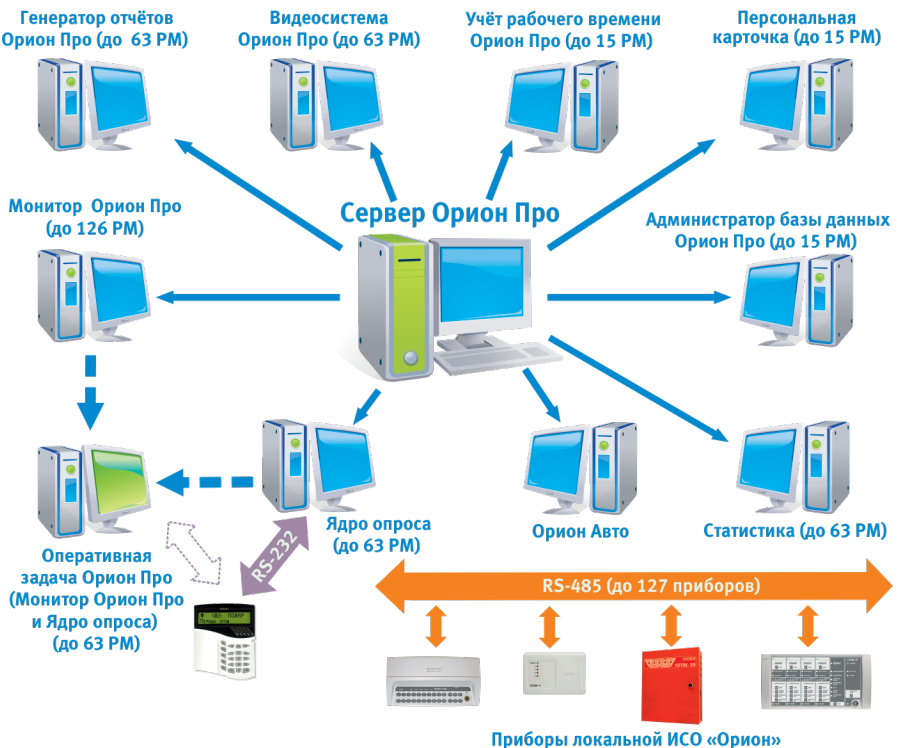 Генератор отчётов
Орион Про (до 63 РМ)
Видеосистема
Орион Про (до 63 РМ)
Учёт рабочего времени
Орион Про (до 15 РМ)
Персональная
карточка (до 15 РМ)
Монитор Орион Про
(до 126 РМ)
Сервер Орион Про
Администратор базы данных
Орион Про (до 15 РМ)
Ядро опроса
(до 63 РМ)
Орион Авто
Статистика (до 63 РМ)
Оперативная
задача Орион Про
(Монитор Орион Про
и Ядро опроса)
(до 63 РМ)
RS-232
RS-485 (до 127 приборов)
Приборы локальной ИСО «Орион»